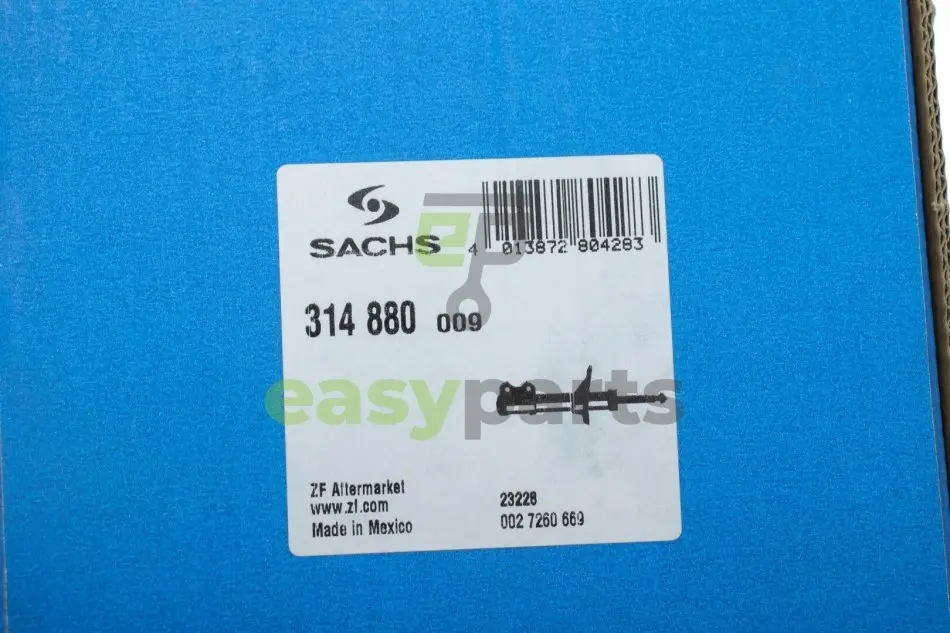 SACHS
4 013872 804283
314 880 009
easyparts
ZF Aftermarket
www.zf.com
Made in Mexico
23228
002 7260 669